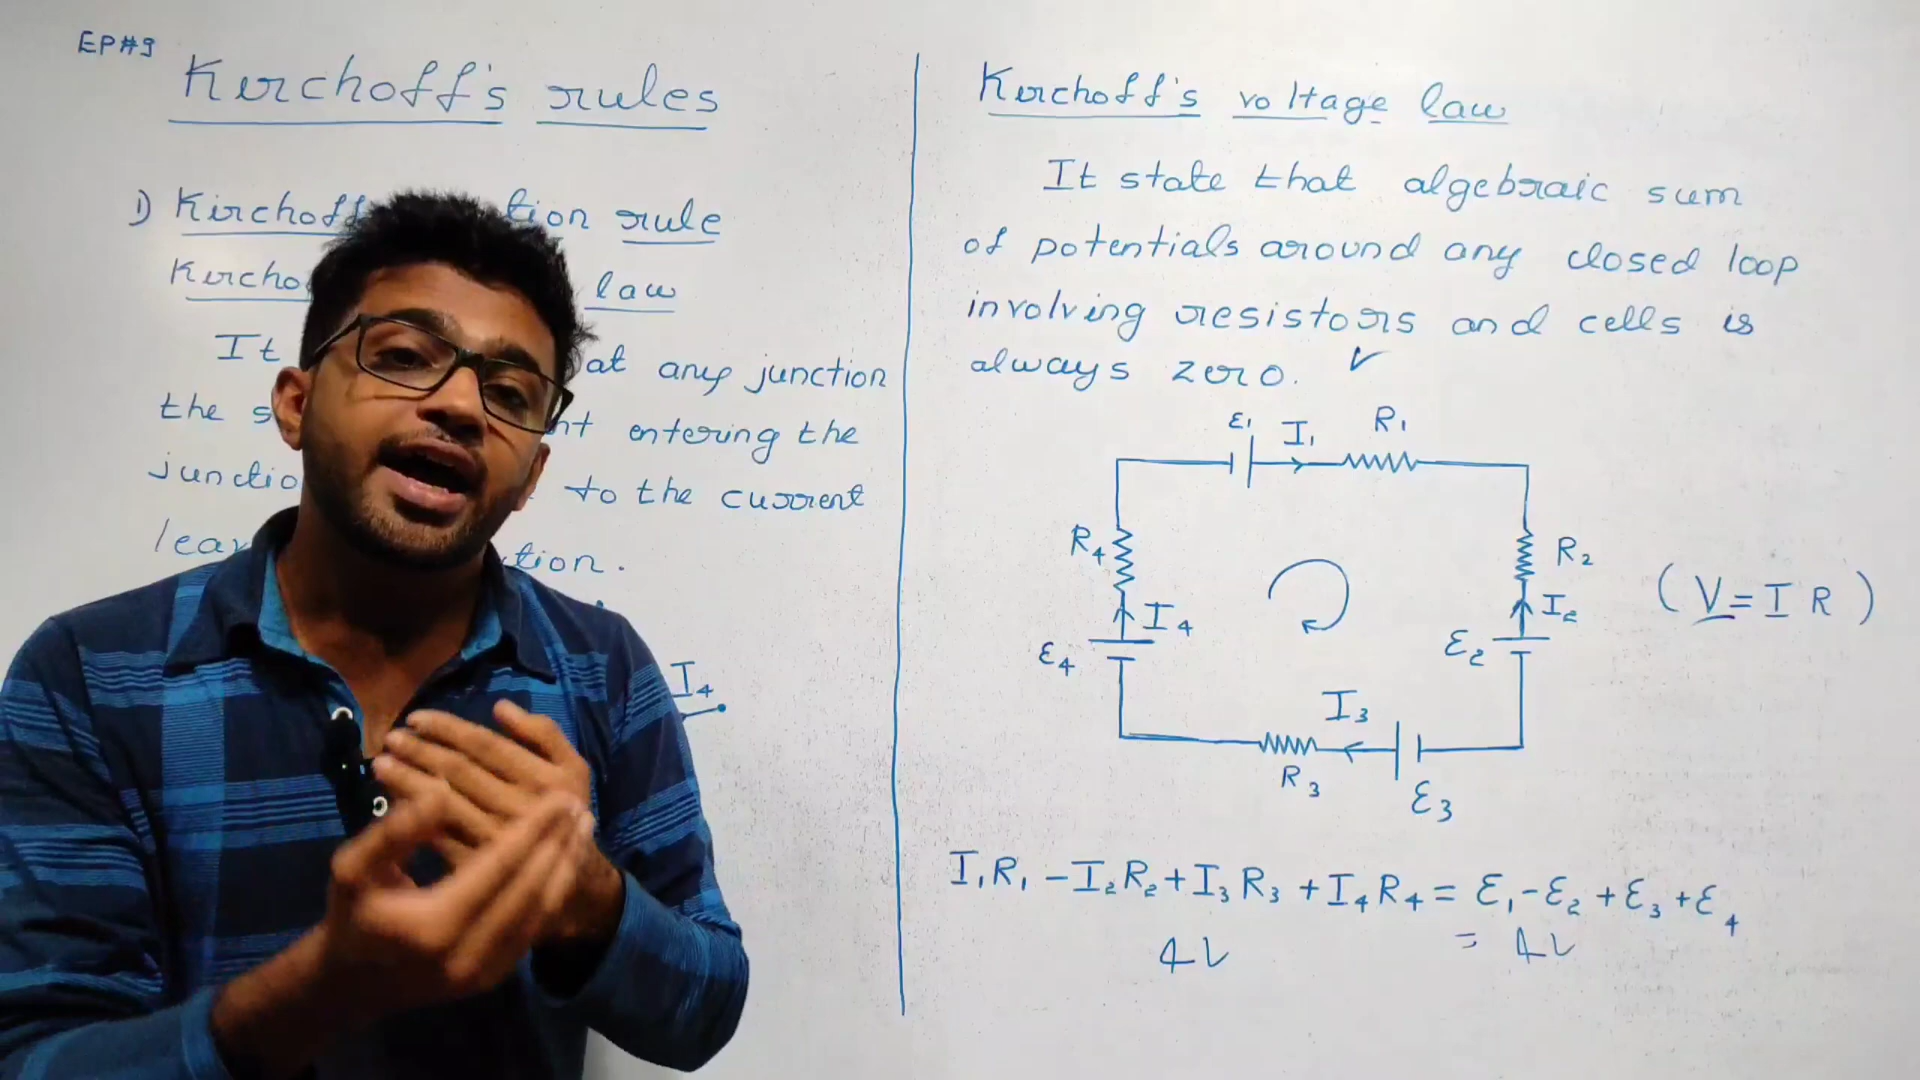 EP#9
Kirchoff's rules
1) Kirchoff tion rule
Kircho law
It at any junction
the s nt entering the
junctio to the current
lea tion.
I4
Kirchoff's voltage law
It state that algebraic sum
of potentials around any closed loop
involving resistors and cells is
always zero. ✓
ε1 I1 R1
R4 R2
I4 I2 (V=IR)
ε4 ε2
I3
R3 ε3
I1R1 - I2R2 + I3R3 + I4R4 = ε1 - ε2 + ε3 + ε4
4V = 4V